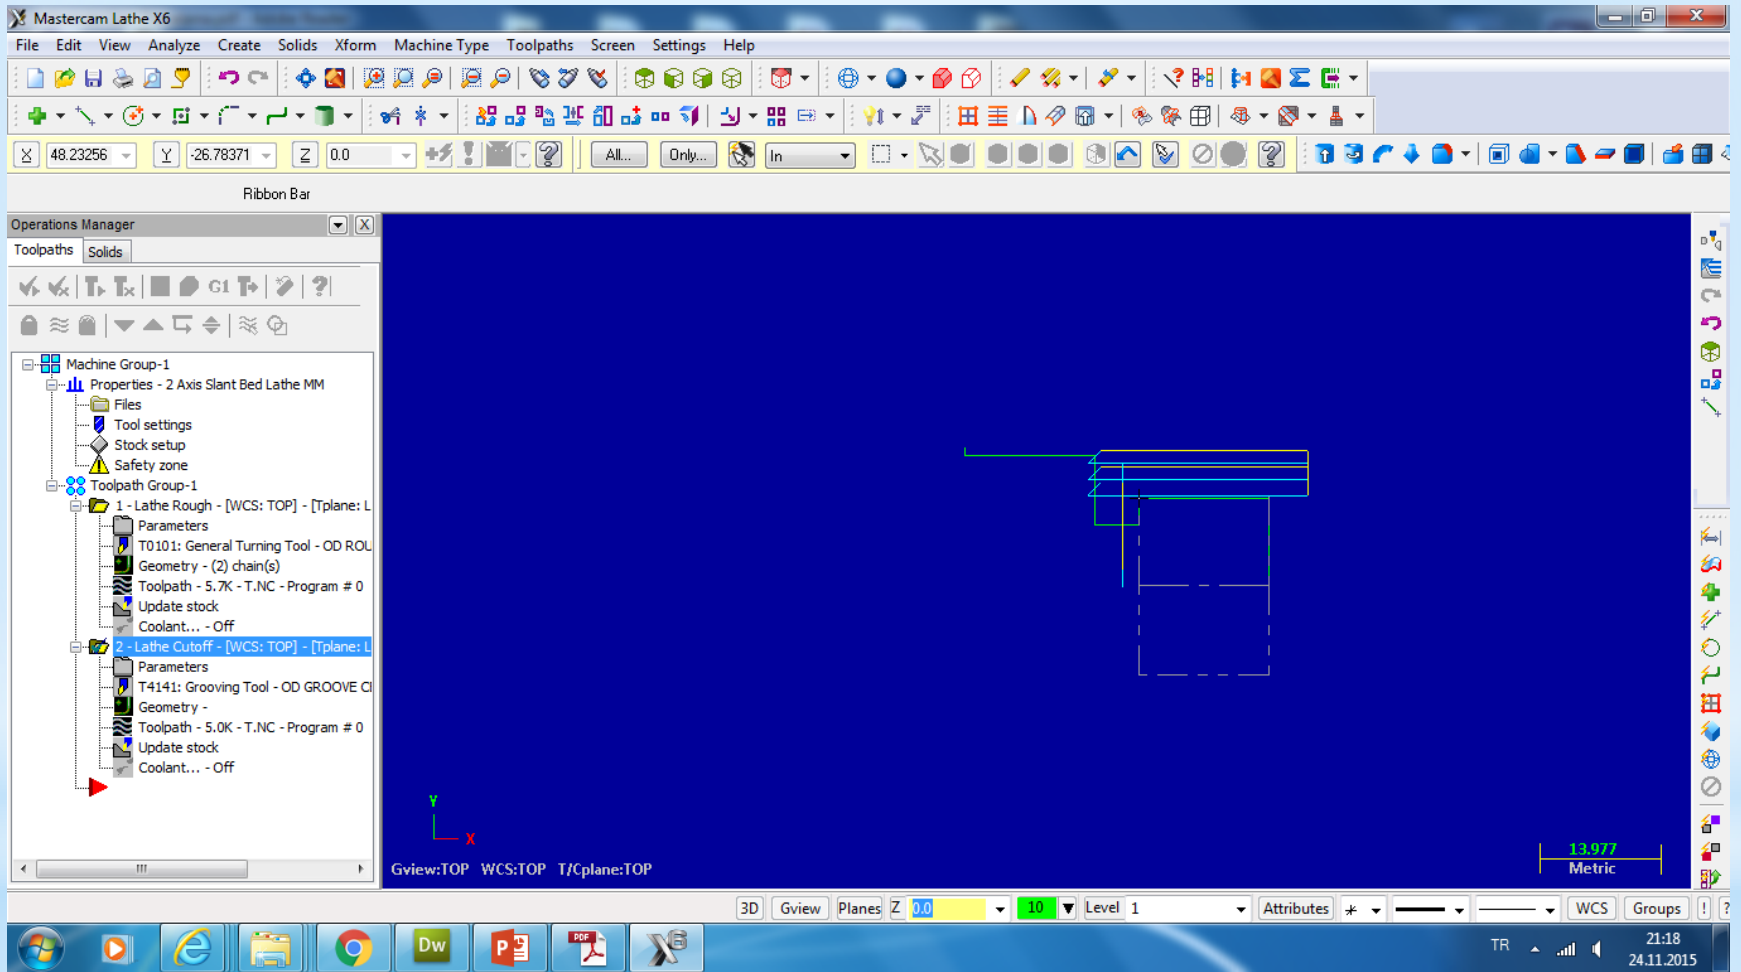 Mastercam Lathe X6
File Edit View Analyze Create Solids Xform Machine Type Toolpaths Screen Settings Help
X 48.23256 Y -26.78371 Z 0.0 All... Only... In
Ribbon Bar
Operations Manager
Toolpaths Solids
G1
Machine Group-1
Properties - 2 Axis Slant Bed Lathe MM
Files
Tool settings
Stock setup
Safety zone
Toolpath Group-1
1 - Lathe Rough - [WCS: TOP] - [Tplane: L
Parameters
T0101: General Turning Tool - OD ROU
Geometry - (2) chain(s)
Toolpath - 5.7K - T.NC - Program # 0
Update stock
Coolant... - Off
2 - Lathe Cutoff - [WCS: TOP] - [Tplane: L
Parameters
T4141: Grooving Tool - OD GROOVE C
Geometry -
Toolpath - 5.0K - T.NC - Program # 0
Update stock
Coolant... - Off
Y
X
Gview:TOP WCS:TOP T/Cplane:TOP
13.977
Metric
3D Gview Planes Z 0.0 10 Level 1 Attributes WCS Groups ! ?
Dw P PDF TR 21:18
24.11.2015